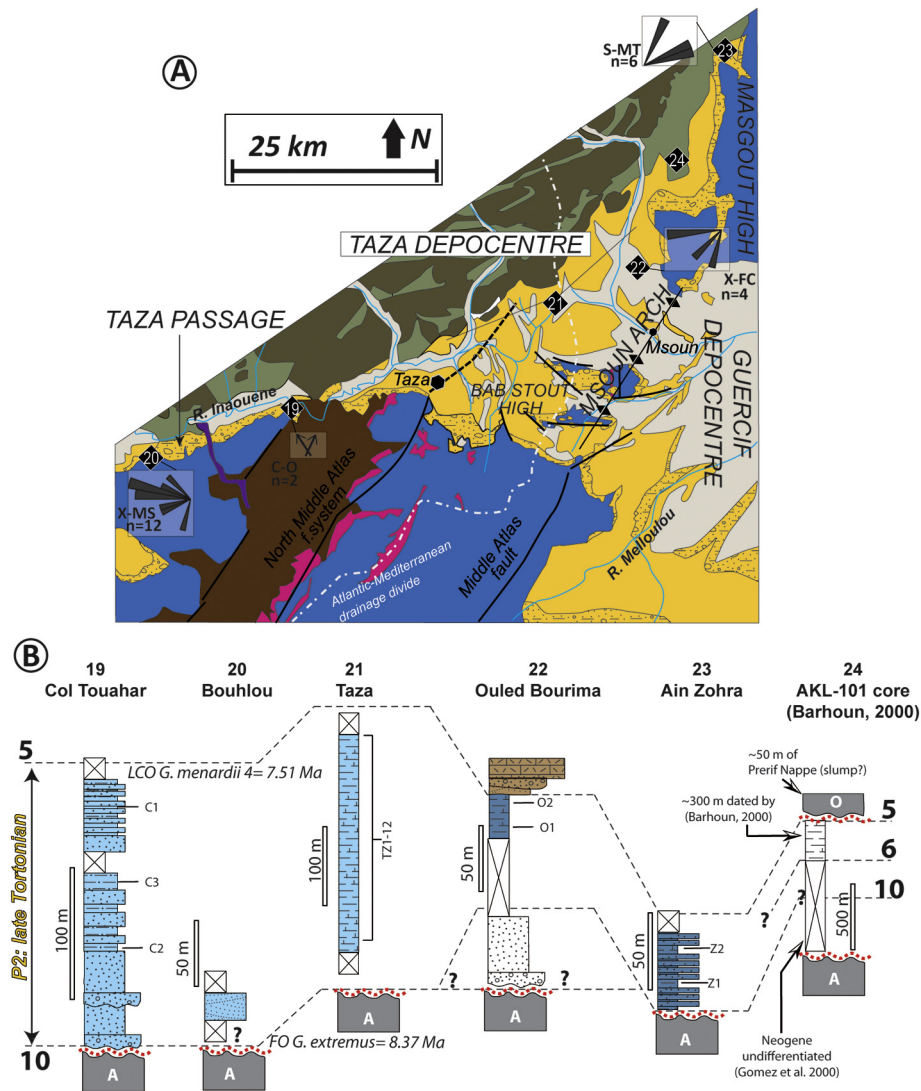 A
25 km
N
S-MT
n=6
23
MASGOUT HIGH
24
TAZA DEPOCENTRE
22
X-FC
n=4
21
TAZA PASSAGE
MSOUN ARCH
Msoun
GUERCIF
DEPOCENTRE
Taza
BAB STOUT
HIGH
R. Inaouene
19
C-O
n=2
20
X-MS
n=12
North Middle Atlas
f.system
Middle Atlas
fault
R. Melloulou
Atlantic-Mediterranean
drainage divide
B
19
Col Touahar
20
Bouhlou
21
Taza
22
Ouled Bourima
23
Ain Zohra
24
AKL-101 core
(Barhoun, 2000)
5
LCO G. menardii 4= 7.51 Ma
~50 m of
Prerif Nappe (slump?)
~300 m dated by
(Barhoun, 2000)
O
5
6
10
P2: late Tortonian
C1
C3
C2
100 m
50 m
?
100 m
TZ1-12
O2
O1
50 m
?
?
Z2
Z1
50 m
?
?
500 m
10
FO G. extremus= 8.37 Ma
A
A
A
A
A
A
Neogene
undifferentiated
(Gomez et al. 2000)